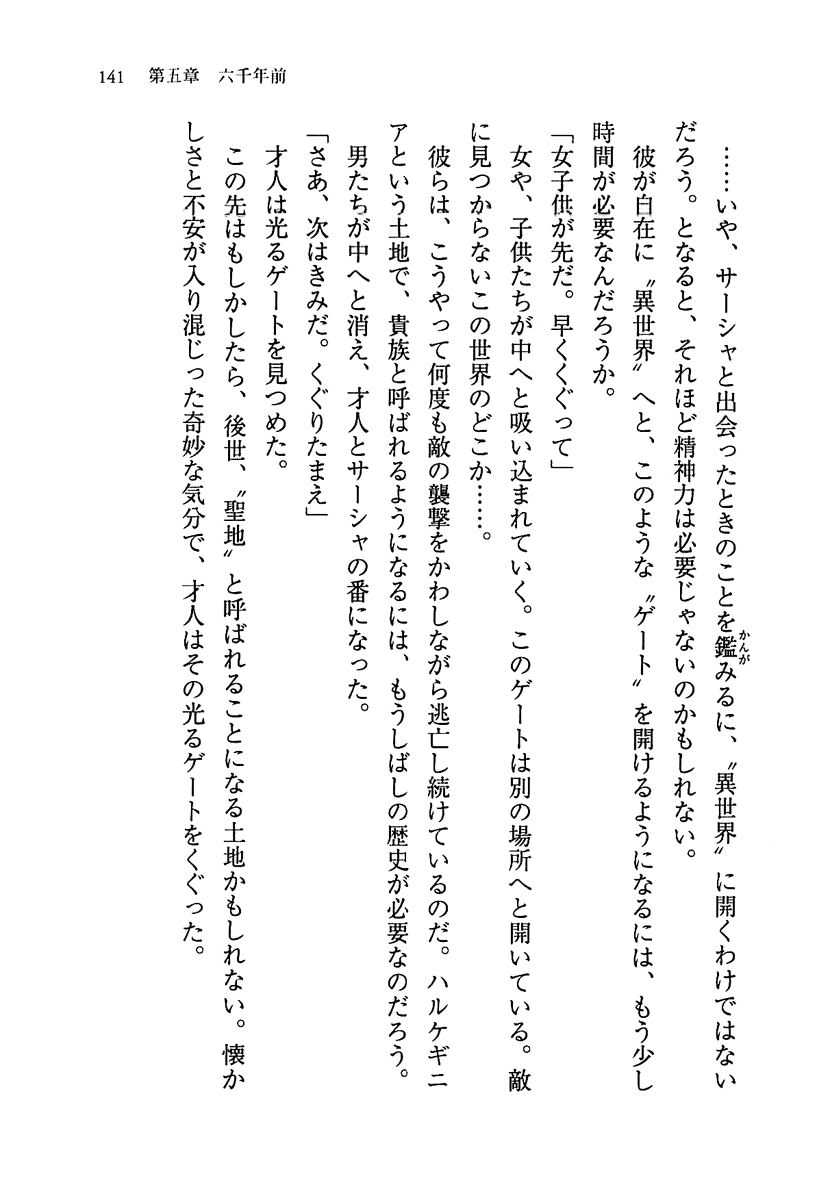 141　第五章　六千年前
……いや、サーシャと出会ったときのことを鑑みるに、〝異世界〟に開くわけではない
だろう。となると、それほど精神力は必要じゃないのかもしれない。
彼が自在に〝異世界〟へと、このような〝ゲート〟を開けるようになるには、もう少し
時間が必要なんだろうか。
「女子供が先だ。早くくぐって」
女や、子供たちが中へと吸い込まれていく。このゲートは別の場所へと開いている。敵
に見つからないこの世界のどこか……。
彼らは、こうやって何度も敵の襲撃をかわしながら逃亡し続けているのだ。ハルケギニ
アという土地で、貴族と呼ばれるようになるには、もうしばしの歴史が必要なのだろう。
男たちが中へと消え、才人とサーシャの番になった。
「さあ、次はきみだ。くぐりたまえ」
才人は光るゲートを見つめた。
この先はもしかしたら、後世、〝聖地〟と呼ばれることになる土地かもしれない。懐か
しさと不安が入り混じった奇妙な気分で、才人はその光るゲートをくぐった。
かんが